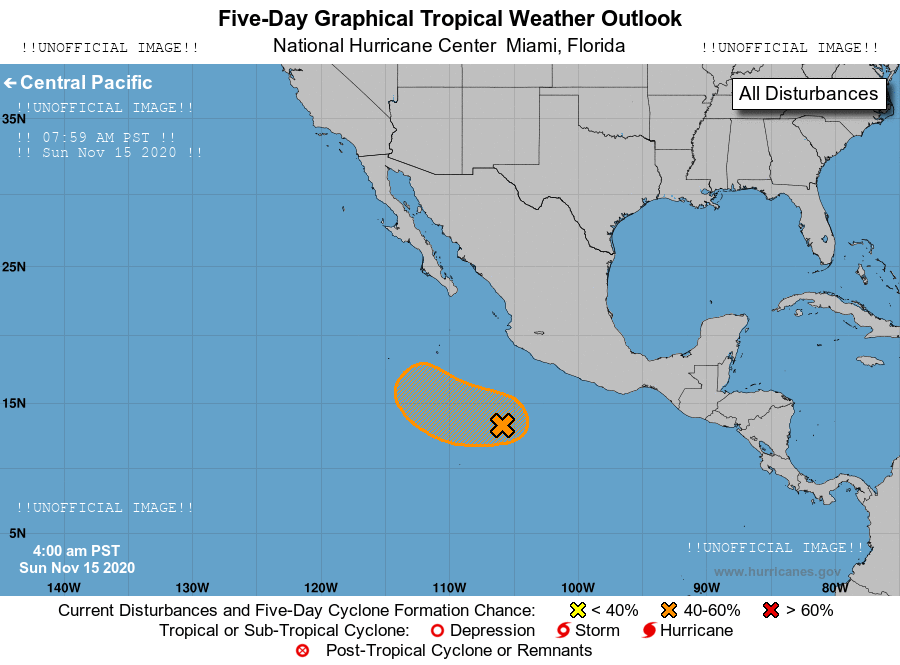 Five-Day Graphical Tropical Weather Outlook
!!UNOFFICIAL IMAGE!! National Hurricane Center Miami, Florida !!UNOFFICIAL IMAGE!!
Central Pacific
All Disturbances
!!UNOFFICIAL IMAGE!!
35N
!! 07:59 AM PST !!
!! Sun Nov 15 2020 !!
25N
15N
!!UNOFFICIAL IMAGE!!
5N
4:00 am PST
Sun Nov 15 2020
!!UNOFFICIAL IMAGE!!
www.hurricanes.gov
140W 130W 120W 110W 100W 90W 80W
Current Disturbances and Five-Day Cyclone Formation Chance: < 40% 40-60% > 60%
Tropical or Sub-Tropical Cyclone: Depression Storm Hurricane
Post-Tropical Cyclone or Remnants